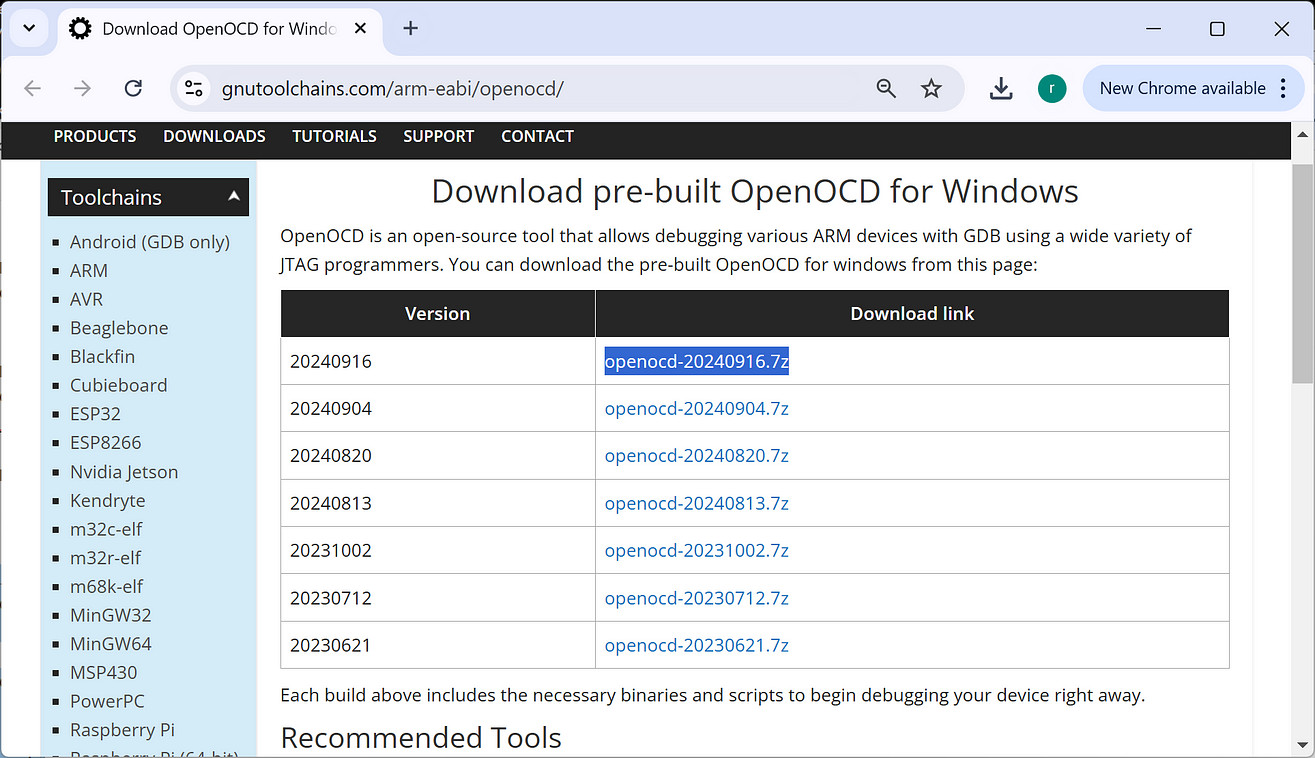 Download OpenOCD for Windo
gnutoolchains.com/arm-eabi/openocd/
r
New Chrome available
PRODUCTS DOWNLOADS TUTORIALS SUPPORT CONTACT
Toolchains
Android (GDB only)
ARM
AVR
Beaglebone
Blackfin
Cubieboard
ESP32
ESP8266
Nvidia Jetson
Kendryte
m32c-elf
m32r-elf
m68k-elf
MinGW32
MinGW64
MSP430
PowerPC
Raspberry Pi
Raspberry Pi (64-bit)
Download pre-built OpenOCD for Windows
OpenOCD is an open-source tool that allows debugging various ARM devices with GDB using a wide variety of
JTAG programmers. You can download the pre-built OpenOCD for windows from this page:
Version Download link
20240916 openocd-20240916.7z
20240904 openocd-20240904.7z
20240820 openocd-20240820.7z
20240813 openocd-20240813.7z
20231002 openocd-20231002.7z
20230712 openocd-20230712.7z
20230621 openocd-20230621.7z
Each build above includes the necessary binaries and scripts to begin debugging your device right away.
Recommended Tools